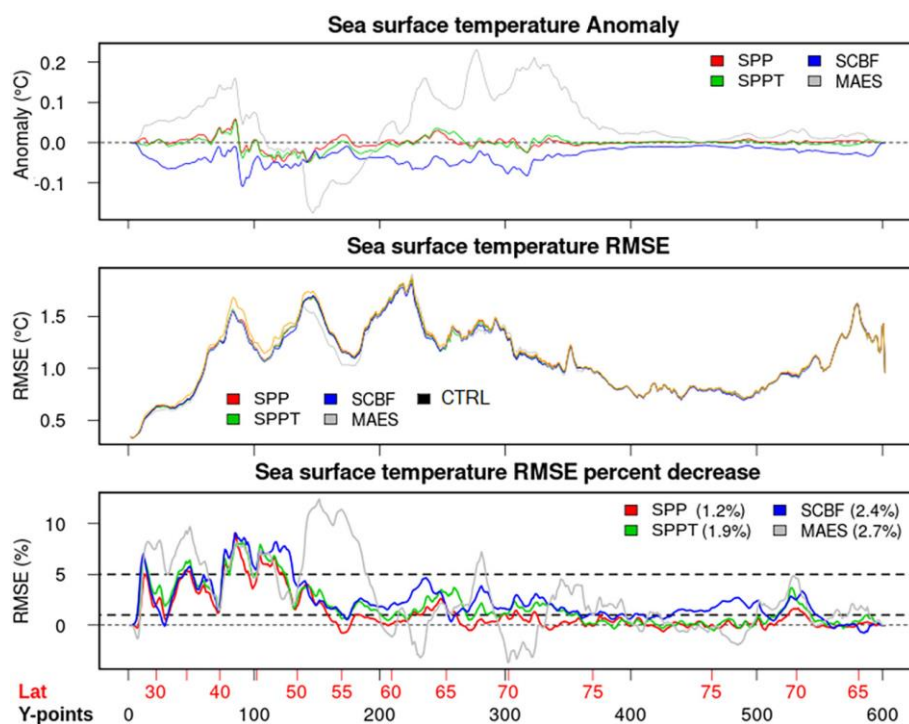 Sea surface temperature Anomaly
Anomaly (°C)
0.2
0.1
0.0
-0.1
SPP SCBF
SPPT MAES
Sea surface temperature RMSE
RMSE (°C)
1.5
1.0
0.5
SPP SCBF CTRL
SPPT MAES
Sea surface temperature RMSE percent decrease
RMSE (%)
10
5
0
SPP (1.2%) SCBF (2.4%)
SPPT (1.9%) MAES (2.7%)
Lat 30 40 50 55 60 65 70 75 75 70 65
Y-points 0 100 200 300 400 500 600